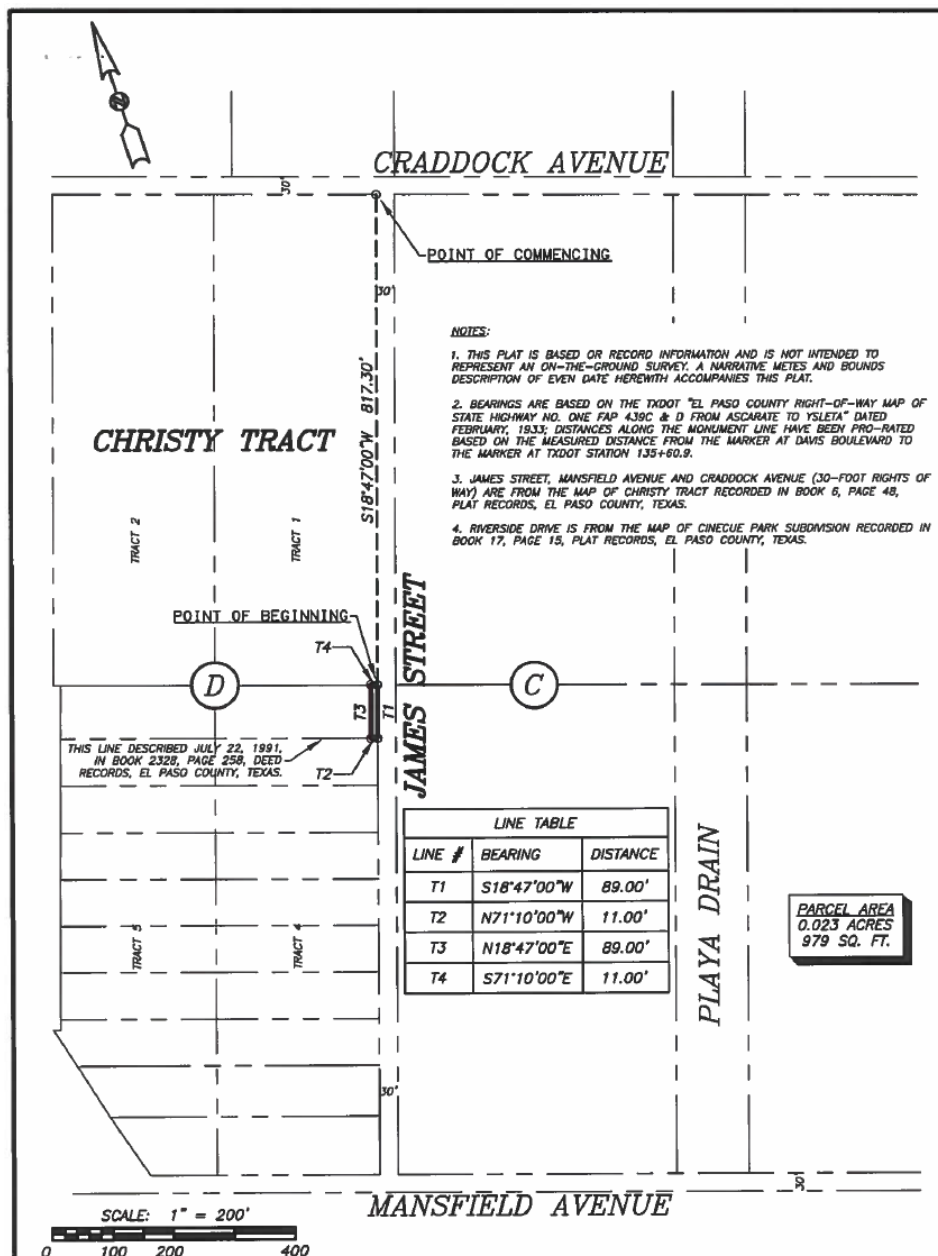 N
CRADDOCK AVENUE
30'
POINT OF COMMENCING
30'
NOTES:
1. THIS PLAT IS BASED OR RECORD INFORMATION AND IS NOT INTENDED TO
REPRESENT AN ON-THE-GROUND SURVEY. A NARRATIVE METES AND BOUNDS
DESCRIPTION OF EVEN DATE HEREWITH ACCOMPANIES THIS PLAT.
2. BEARINGS ARE BASED ON THE TXDOT "EL PASO COUNTY RIGHT-OF-WAY MAP OF
STATE HIGHWAY NO. ONE FAP 439C & D FROM ASCARATE TO YSLETA" DATED
FEBRUARY, 1933; DISTANCES ALONG THE MONUMENT LINE HAVE BEEN PRO-RATED
BASED ON THE MEASURED DISTANCE FROM THE MARKER AT DAVIS BOULEVARD TO
THE MARKER AT TXDOT STATION 135+60.9.
3. JAMES STREET, MANSFIELD AVENUE AND CRADDOCK AVENUE (30-FOOT RIGHTS OF
WAY) ARE FROM THE MAP OF CHRISTY TRACT RECORDED IN BOOK 6, PAGE 48,
PLAT RECORDS, EL PASO COUNTY, TEXAS.
4. RIVERSIDE DRIVE IS FROM THE MAP OF CINECUE PARK SUBDIVISION RECORDED IN
BOOK 17, PAGE 15, PLAT RECORDS, EL PASO COUNTY, TEXAS.
CHRISTY TRACT
S18°47'00"W 817.30'
TRACT 2
TRACT 1
POINT OF BEGINNING
JAMES STREET
T4
D
C
T3
T1
THIS LINE DESCRIBED JULY 22, 1991,
IN BOOK 2328, PAGE 258, DEED
RECORDS, EL PASO COUNTY, TEXAS.
T2
LINE TABLE
LINE # BEARING DISTANCE
T1 S18°47'00"W 89.00'
T2 N71°10'00"W 11.00'
T3 N18°47'00"E 89.00'
T4 S71°10'00"E 11.00'
PLAYA DRAIN
PARCEL AREA
0.023 ACRES
979 SQ. FT.
TRACT 5
TRACT 4
30'
30'
MANSFIELD AVENUE
SCALE: 1" = 200'
0 100 200 400